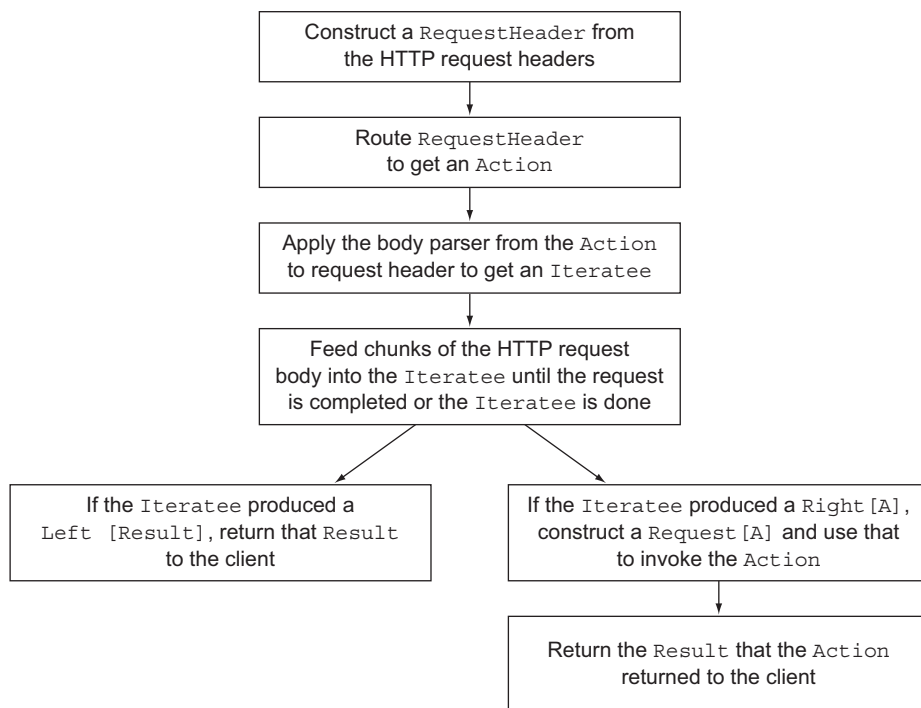 Construct a RequestHeader from
the HTTP request headers
Route RequestHeader
to get an Action
Apply the body parser from the Action
to request header to get an Iteratee
Feed chunks of the HTTP request
body into the Iteratee until the request
is completed or the Iteratee is done
If the Iteratee produced a
Left [Result], return that Result
to the client
If the Iteratee produced a Right[A],
construct a Request[A] and use that
to invoke the Action
Return the Result that the Action
returned to the client